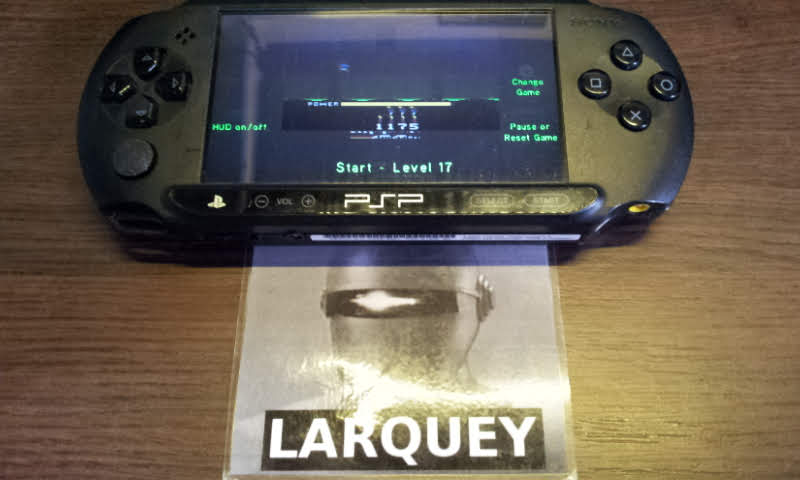 SONY
Change
Game
POWER
1175
HUD on/off
Pause or
Reset Game
Start - Level 17
VOL
PSP
SELECT
START
LARQUEY